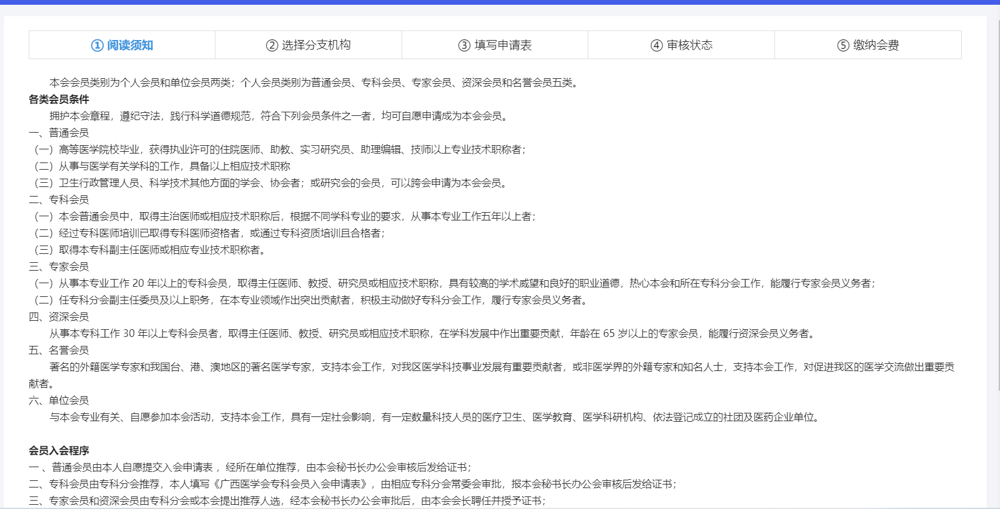 ① 阅读须知
② 选择分支机构
③ 填写申请表
④ 审核状态
⑤ 缴纳会费
本会会员类别为个人会员和单位会员两类；个人会员类别为普通会员、专科会员、专家会员、资深会员和名誉会员五类。
各类会员条件
拥护本会章程，遵纪守法，践行科学道德规范，符合下列会员条件之一者，均可自愿申请成为本会会员。
一、普通会员
（一）高等医学院校毕业，获得执业许可的住院医师、助教、实习研究员、助理编辑、技师以上专业技术职称者；
（二）从事与医学有关学科的工作，具备以上相应技术职称
（三）卫生行政管理人员、科学技术其他方面的学会、协会者；或研究会的会员，可以跨会申请为本会会员。
二、专科会员
（一）本会普通会员中，取得主治医师或相应技术职称后，根据不同学科专业的要求，从事本专业工作五年以上者；
（二）经过专科医师培训已取得专科医师资格者，或通过专科资质培训且合格者；
（三）取得本专科副主任医师或相应专业技术职称者。
三、专家会员
（一）从事本专业工作 20 年以上的专科会员，取得主任医师、教授、研究员或相应技术职称，具有较高的学术威望和良好的职业道德，热心本会和所在专科分会工作，能履行专家会员义务者；
（二）任专科分会副主任委员及以上职务，在本专业领域作出突出贡献者，积极主动做好专科分会工作，履行专家会员义务者。
四、资深会员
从事本专科工作 30 年以上专科会员者，取得主任医师、教授、研究员或相应技术职称，在学科发展中作出重要贡献，年龄在 65 岁以上的专家会员，能履行资深会员义务者。
五、名誉会员
著名的外籍医学专家和我国台、港、澳地区的著名医学专家，支持本会工作，对我区医学科技事业发展有重要贡献者，或非医学界的外籍专家和知名人士，支持本会工作，对促进我区的医学交流做出重要贡
献者。
六、单位会员
与本会专业有关、自愿参加本会活动，支持本会工作，具有一定社会影响，有一定数量科技人员的医疗卫生、医学教育、医学科研机构、依法登记成立的社团及医药企业单位。
会员入会程序
一 、普通会员由本人自愿提交入会申请表 ，经所在单位推荐，由本会秘书长办公会审核后发给证书；
二、专科会员由专科分会推荐，本人填写《广西医学会专科会员入会申请表》，由相应专科分会常委会审批，报本会秘书长办公会审核后发给证书；
三、专家会员和资深会员由专科分会或本会提出推荐人选，经本会秘书长办公会审批后，由本会会长聘任并授予证书；